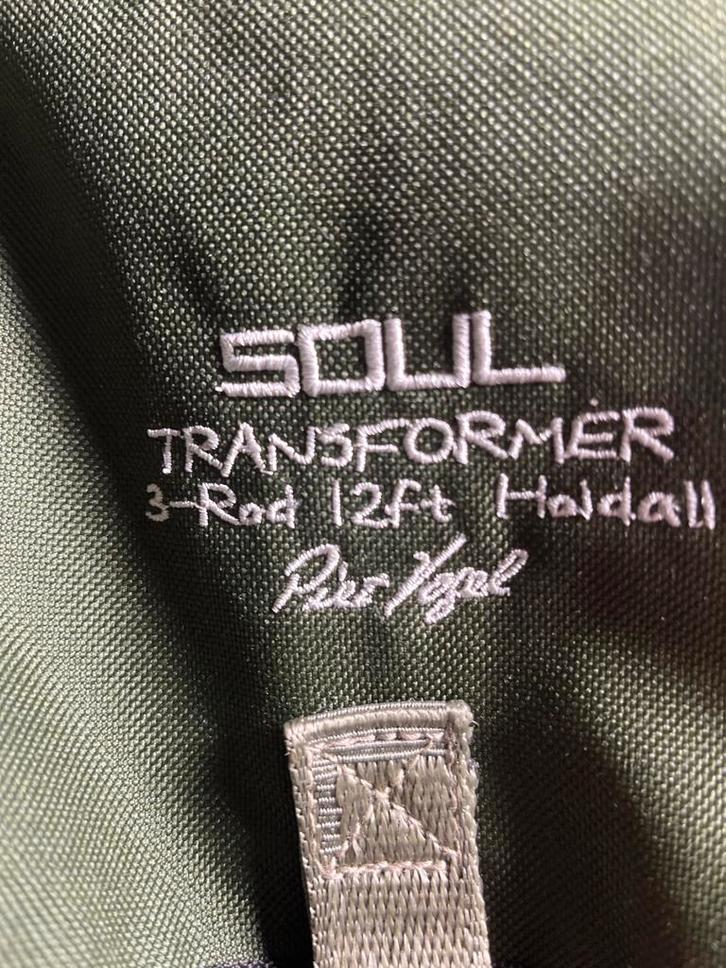 SOUL
TRANSFORMER
3-Rod 12ft Holdall